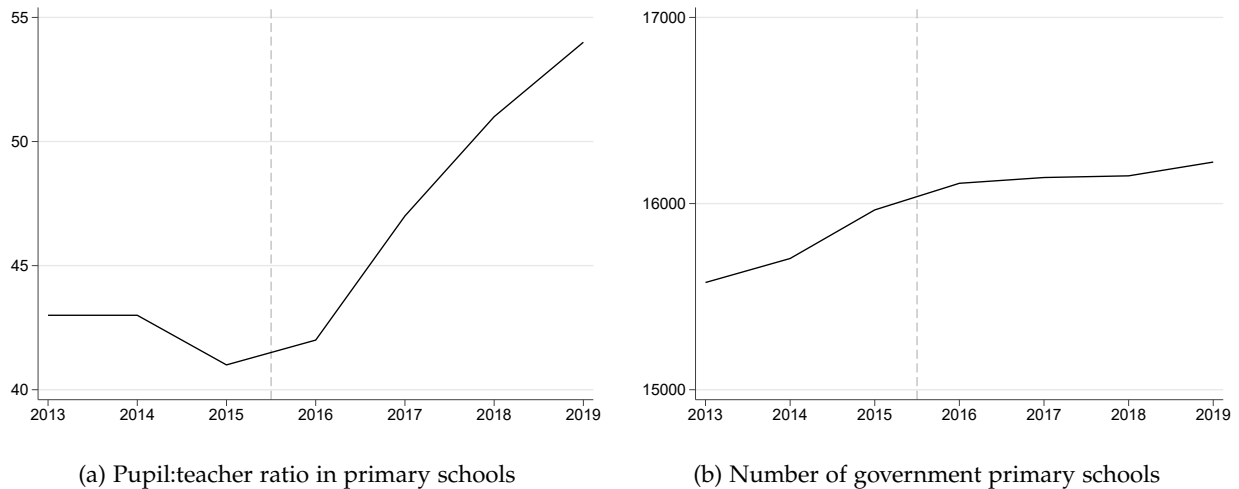 55
50
45
40
2013 2014 2015 2016 2017 2018 2019
(a) Pupil:teacher ratio in primary schools
17000
16000
15000
2013 2014 2015 2016 2017 2018 2019
(b) Number of government primary schools